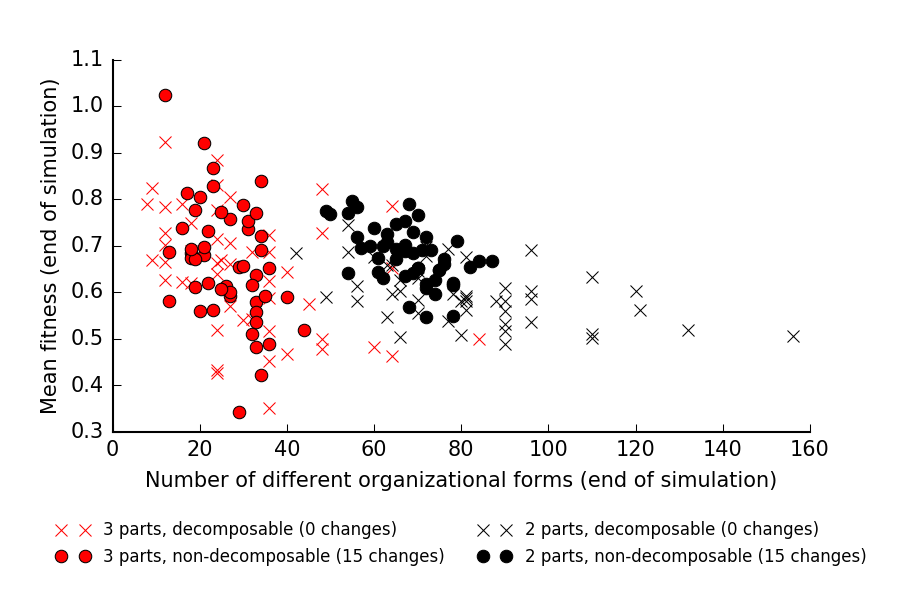 1.1
1.0
0.9
0.8
0.7
0.6
0.5
0.4
0.3
Mean fitness (end of simulation)
0 20 40 60 80 100 120 140 160
Number of different organizational forms (end of simulation)
3 parts, decomposable (0 changes)
3 parts, non-decomposable (15 changes)
2 parts, decomposable (0 changes)
2 parts, non-decomposable (15 changes)